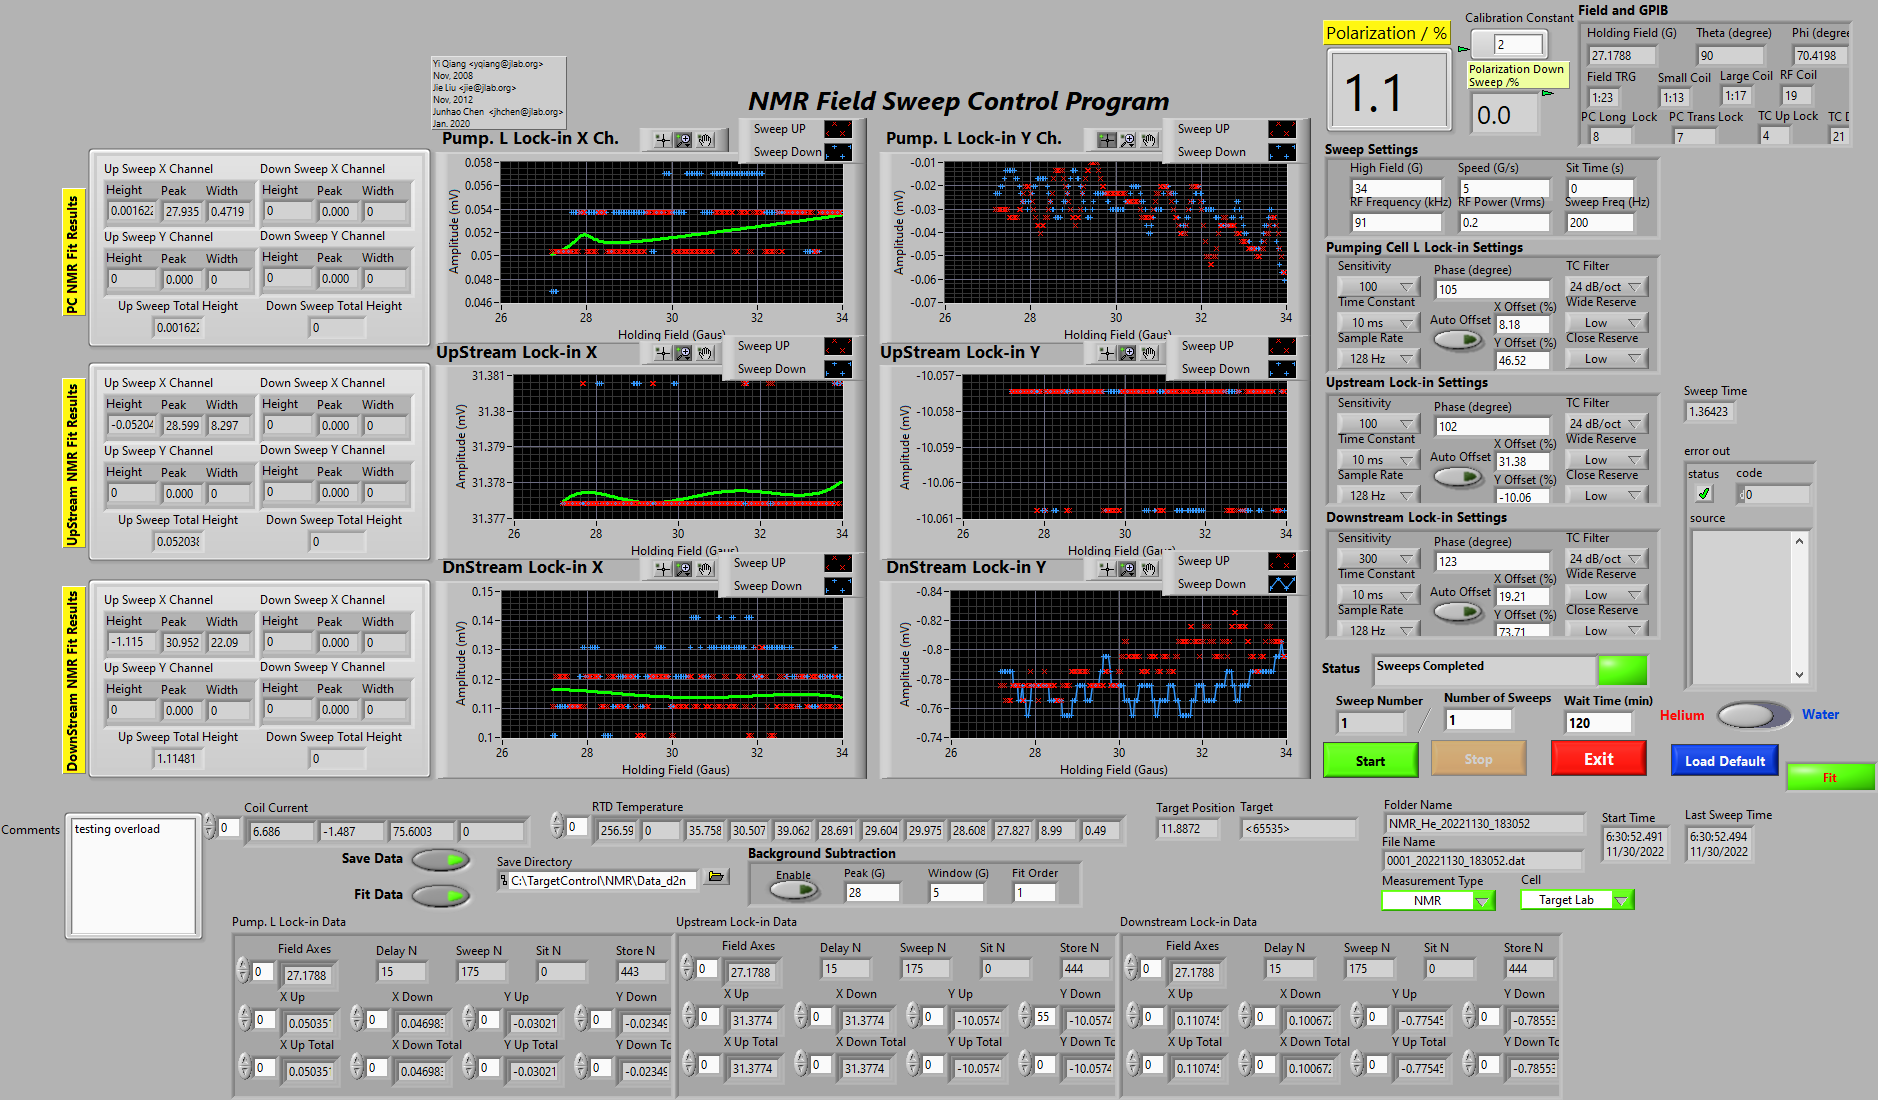 Yi Qiang <yqiang@jlab.org>
Nov, 2008
Jie Liu <jie@jlab.org>
Nov, 2012
Junhao Chen <jhchen@jlab.org>
Jan. 2020
NMR Field Sweep Control Program
Polarization / %
1.1
Calibration Constant
2
Polarization Down
Sweep /%
0.0
Field and GPIB
Holding Field (G) Theta (degree) Phi (degree
27.1788 90 70.4198
Field TRG Small Coil Large Coil RF Coil
1:23 1:13 1:17 19
PC Long Lock PC Trans Lock TC Up Lock TC D
8 7 4 21
Sweep Settings
High Field (G) Speed (G/s) Sit Time (s)
34 5 0
RF Frequency (kHz) RF Power (Vrms) Sweep Freq (Hz)
91 0.2 200
Pumping Cell L Lock-in Settings
Sensitivity Phase (degree) TC Filter
100 105 24 dB/oct
Time Constant X Offset (%) Wide Reserve
10 ms Auto Offset 8.18 Low
Sample Rate Y Offset (%) Close Reserve
128 Hz 46.52 Low
Upstream Lock-in Settings
Sensitivity Phase (degree) TC Filter
100 102 24 dB/oct
Time Constant X Offset (%) Wide Reserve
10 ms Auto Offset 31.38 Low
Sample Rate Y Offset (%) Close Reserve
128 Hz -10.06 Low
Downstream Lock-in Settings
Sensitivity Phase (degree) TC Filter
300 123 24 dB/oct
Time Constant X Offset (%) Wide Reserve
10 ms Auto Offset 19.21 Low
Sample Rate Y Offset (%) Close Reserve
128 Hz 73.71 Low
Sweep Time
1.36423
error out
status code
0
source
Status Sweeps Completed
Sweep Number Number of Sweeps Wait Time (min)
1 / 1 120
Helium Water
Start Stop Exit Load Default Fit
PC NMR Fit Results
Up Sweep X Channel Down Sweep X Channel
Height Peak Width Height Peak Width
0.001622 27.935 0.4719 0 0.000 0
Up Sweep Y Channel Down Sweep Y Channel
Height Peak Width Height Peak Width
0 0.000 0 0 0.000 0
Up Sweep Total Height Down Sweep Total Height
0.001622 0
UpStream NMR Fit Results
Up Sweep X Channel Down Sweep X Channel
Height Peak Width Height Peak Width
-0.05204 28.599 8.297 0 0.000 0
Up Sweep Y Channel Down Sweep Y Channel
Height Peak Width Height Peak Width
0 0.000 0 0 0.000 0
Up Sweep Total Height Down Sweep Total Height
0.052038 0
DownStream NMR Fit Results
Up Sweep X Channel Down Sweep X Channel
Height Peak Width Height Peak Width
-1.115 30.952 22.09 0 0.000 0
Up Sweep Y Channel Down Sweep Y Channel
Height Peak Width Height Peak Width
0 0.000 0 0 0.000 0
Up Sweep Total Height Down Sweep Total Height
1.11481 0
Pump. L Lock-in X Ch.
Sweep UP
Sweep Down
Amplitude (mV)
0.058
0.056
0.054
0.052
0.05
0.048
0.046
26 28 30 32 34
Holding Field (Gaus)
Pump. L Lock-in Y Ch.
Sweep UP
Sweep Down
Amplitude (mV)
-0.01
-0.02
-0.03
-0.04
-0.05
-0.06
-0.07
26 28 30 32 34
Holding Field (Gaus)
UpStream Lock-in X
Sweep UP
Sweep Down
Amplitude (mV)
31.381
31.38
31.379
31.378
31.377
26 28 30 32 34
Holding Field (Gaus)
UpStream Lock-in Y
Sweep UP
Sweep Down
Amplitude (mV)
-10.057
-10.058
-10.059
-10.06
-10.061
26 28 30 32 34
Holding Field (Gaus)
DnStream Lock-in X
Sweep UP
Sweep Down
Amplitude (mV)
0.15
0.14
0.13
0.12
0.11
0.1
26 28 30 32 34
Holding Field (Gaus)
DnStream Lock-in Y
Sweep UP
Sweep Down
Amplitude (mV)
-0.84
-0.82
-0.8
-0.78
-0.76
-0.74
26 28 30 32 34
Holding Field (Gaus)
Comments testing overload
Coil Current
0 6.686 -1.487 75.6003 0
RTD Temperature
0 256.59 0 35.758 30.507 39.062 28.691 29.604 29.975 28.608 27.827 8.99 0.49
Target Position Target
11.8872 <65535>
Folder Name
NMR_He_20221130_183052
File Name
0001_20221130_183052.dat
Start Time Last Sweep Time
6:30:52.491 6:30:52.494
11/30/2022 11/30/2022
Measurement Type Cell
NMR Target Lab
Save Data
Fit Data
Save Directory
C:\TargetControl\NMR\Data_d2n
Background Subtraction
Enable Peak (G) Window (G) Fit Order
28 5 1
Pump. L Lock-in Data
Field Axes Delay N Sweep N Sit N Store N
0 27.1788 15 175 0 443
X Up X Down Y Up Y Down
0 0.05035 0 0.046983 0 -0.03021 0 -0.02349
X Up Total X Down Total Y Up Total Y Down To
0 0.05035 0 0.046983 0 -0.03021 0 -0.02349
Upstream Lock-in Data
Field Axes Delay N Sweep N Sit N Store N
0 27.1788 15 175 0 444
X Up X Down Y Up Y Down
0 31.3774 0 31.3774 0 -10.0574 55 -10.0574
X Up Total X Down Total Y Up Total Y Down To
0 31.3774 0 31.3774 0 -10.0574 0 -10.0574
Downstream Lock-in Data
Field Axes Delay N Sweep N Sit N Store N
0 27.1788 15 175 0 444
X Up X Down Y Up Y Down
0 0.110745 0 0.100672 0 -0.77545 0 -0.78553
X Up Total X Down Total Y Up Total Y Down To
0 0.110745 0 0.100672 0 -0.77545 0 -0.78553